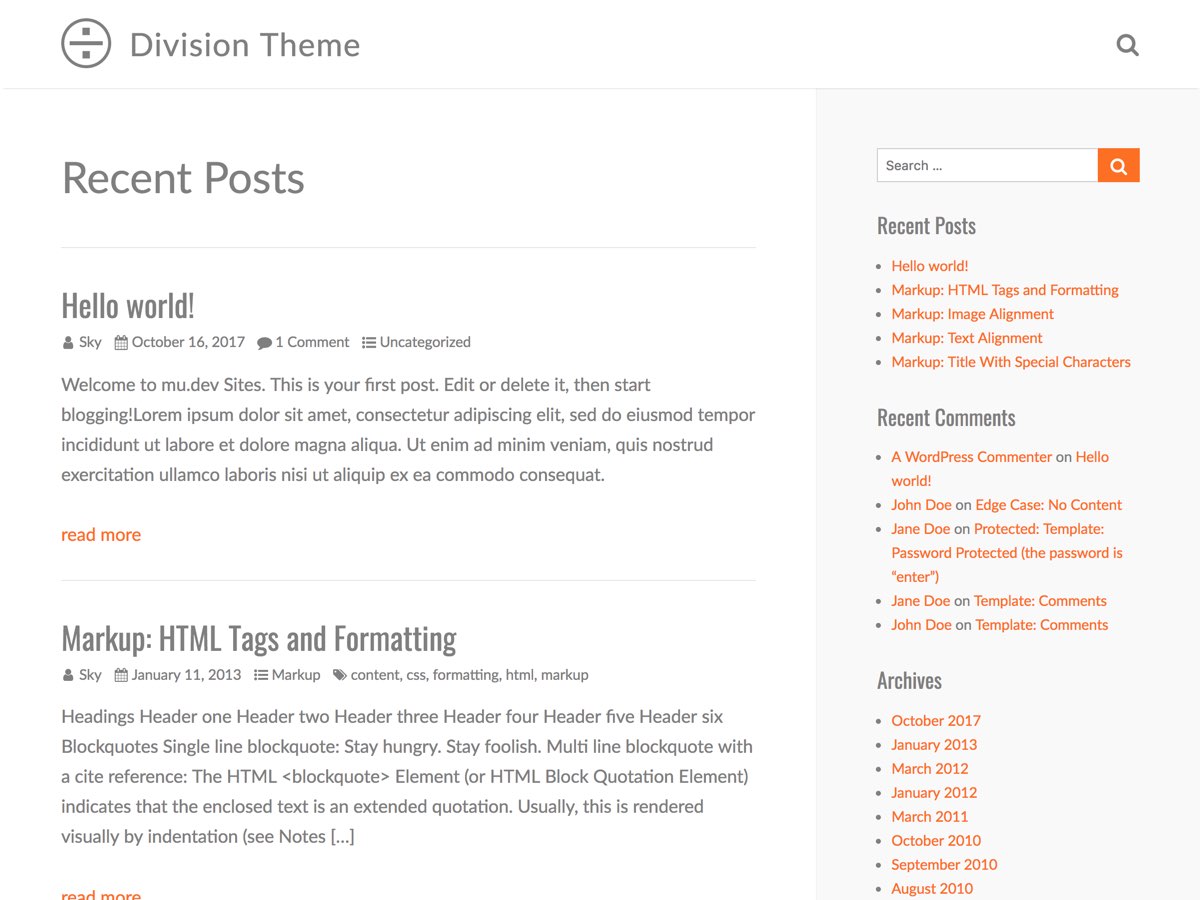 Division Theme
Recent Posts
Hello world!
Sky October 16, 2017 1 Comment Uncategorized
Welcome to mu.dev Sites. This is your first post. Edit or delete it, then start
blogging!Lorem ipsum dolor sit amet, consectetur adipiscing elit, sed do eiusmod tempor
incididunt ut labore et dolore magna aliqua. Ut enim ad minim veniam, quis nostrud
exercitation ullamco laboris nisi ut aliquip ex ea commodo consequat.
read more
Markup: HTML Tags and Formatting
Sky January 11, 2013 Markup content, css, formatting, html, markup
Headings Header one Header two Header three Header four Header five Header six
Blockquotes Single line blockquote: Stay hungry. Stay foolish. Multi line blockquote with
a cite reference: The HTML <blockquote> Element (or HTML Block Quotation Element)
indicates that the enclosed text is an extended quotation. Usually, this is rendered
visually by indentation (see Notes […]
read more
Search ...
Recent Posts
Hello world!
Markup: HTML Tags and Formatting
Markup: Image Alignment
Markup: Text Alignment
Markup: Title With Special Characters
Recent Comments
A WordPress Commenter on Hello
world!
John Doe on Edge Case: No Content
Jane Doe on Protected: Template:
Password Protected (the password is
“enter”)
Jane Doe on Template: Comments
John Doe on Template: Comments
Archives
October 2017
January 2013
March 2012
January 2012
March 2011
October 2010
September 2010
August 2010